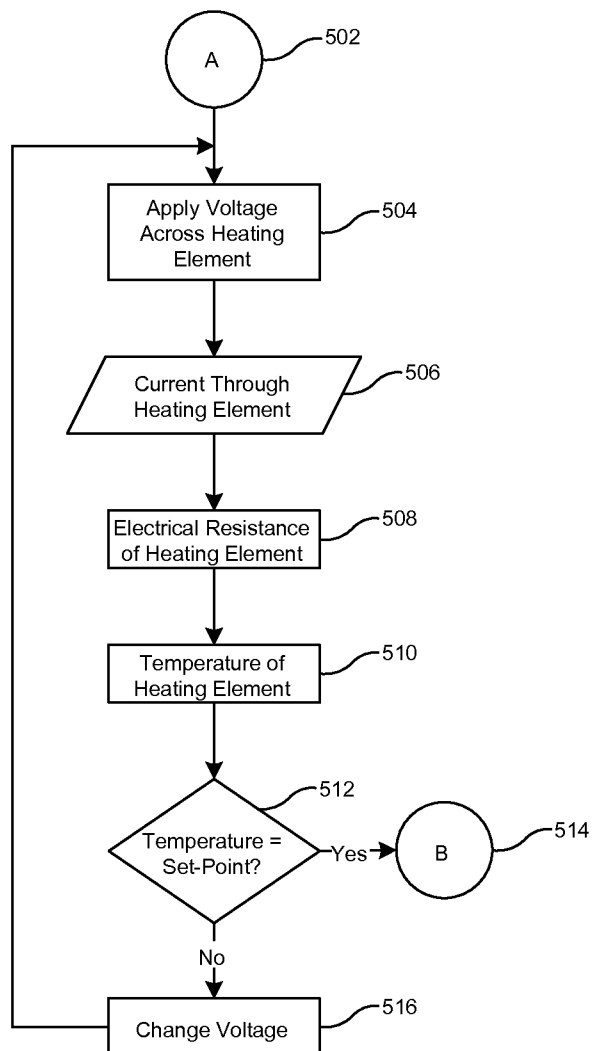 A
502
Apply Voltage
Across Heating
Element
504
Current Through
Heating Element
506
Electrical Resistance
of Heating Element
508
Temperature of
Heating Element
510
512
Temperature =
Set-Point?
Yes
B
514
No
Change Voltage
516